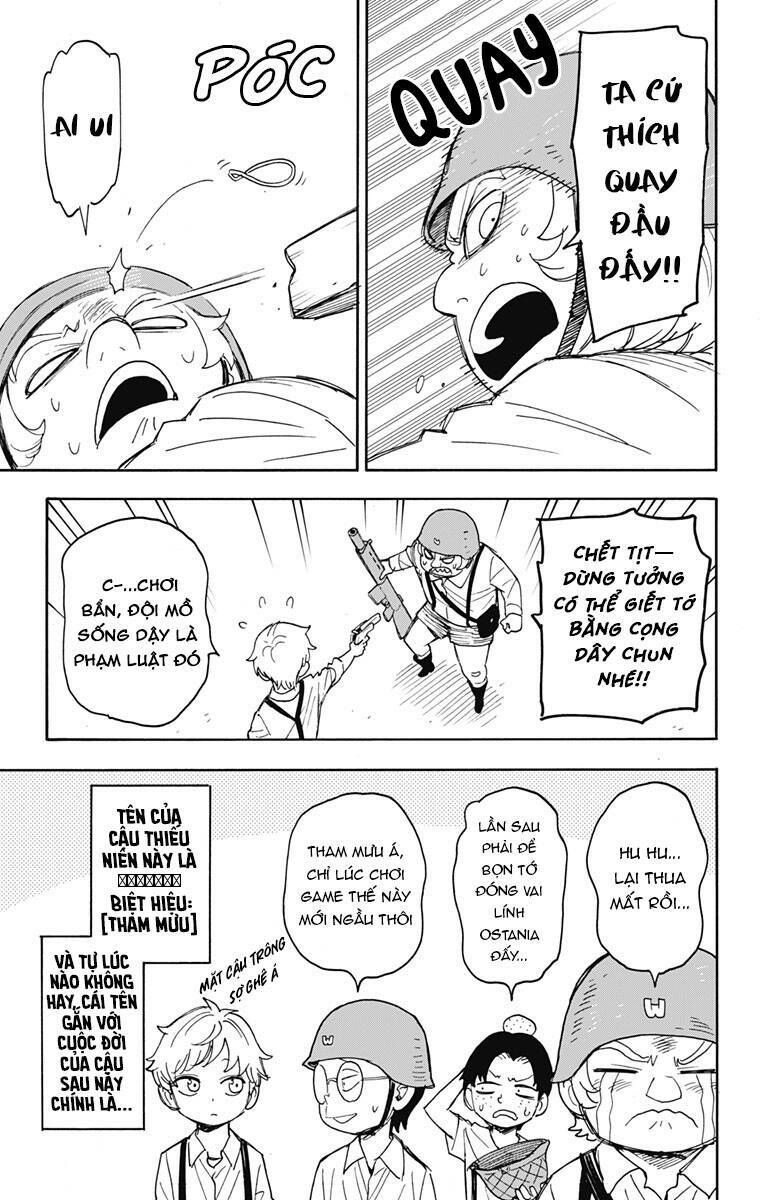 TA CỨ
THÍCH
QUAY
ĐẦU
ĐẤY!!
QUAY
PÓC
AI UI
CHẾT TỊT—
DỪNG TƯỞNG
CÓ THỂ GIẾT TỚ
BẰNG CỌNG
DÂY CHUN
NHÉ!!
W
C-...CHƠI
BẨN, ĐỘI MỒ
SỐNG DẬY LÀ
PHẠM LUẬT ĐÓ
HU HU...
LẠI THUA
MẤT RỒI...
LẦN SAU
PHẢI ĐỂ
BỌN TỚ
ĐÓNG VAI
LÍNH
OSTANIA
ĐẤY...
THAM MƯU Á,
CHỈ LÚC CHƠI
GAME THẾ NÀY
MỚI NGẦU THÔI
MẶT CẬU TRÔNG
SỢ GHÊ Á
TÊN CỦA
CẬU THIẾU
NIÊN NÀY LÀ
BIỆT HIỆU:
[THAM MƯU]
VÀ TỰ LÚC
NÀO KHÔNG
HAY, CÁI TÊN
GẮN VỚI
CUỘC ĐỜI
CỦA CẬU
SAU NÀY
CHÍNH LÀ...
W
W